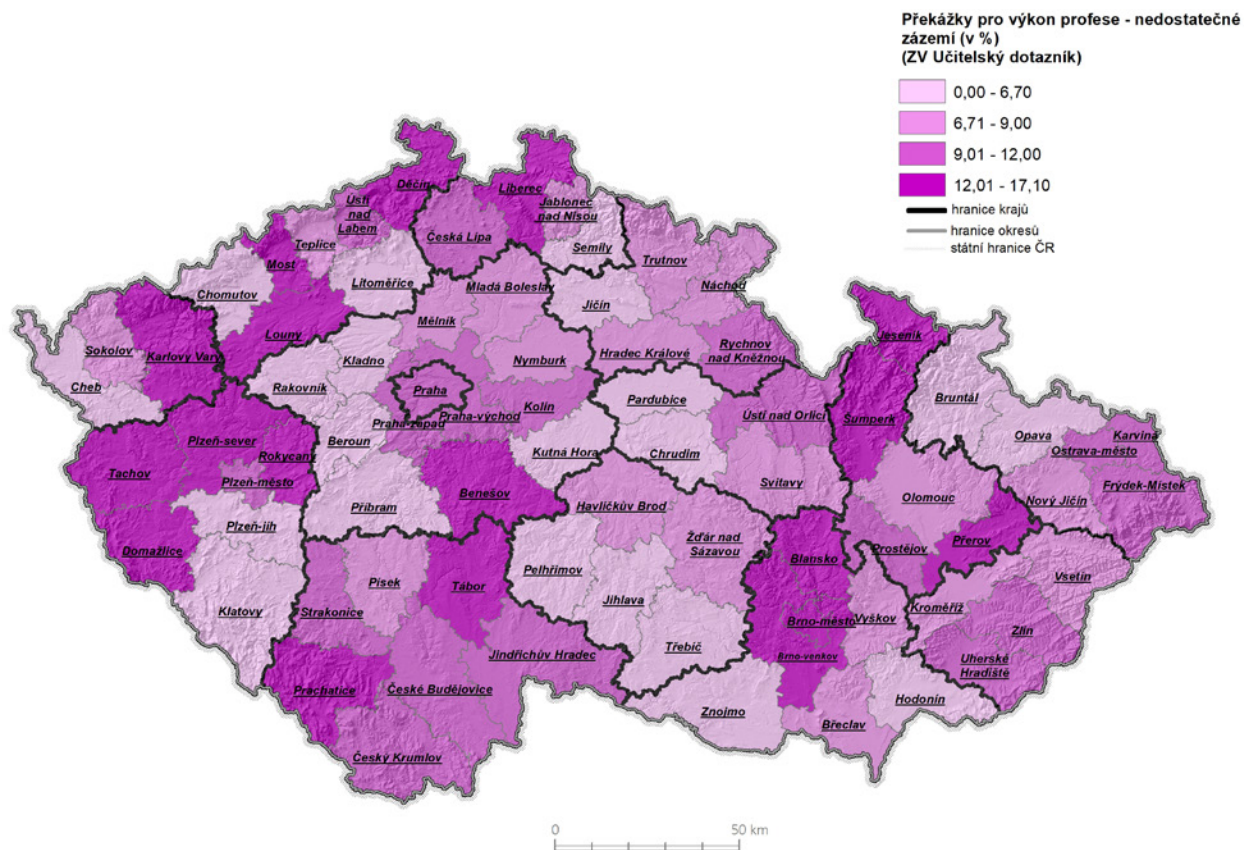 Překážky pro výkon profese - nedostatečné
zázemí (v %)
(ZV Učitelský dotazník)
0,00 - 6,70
6,71 - 9,00
9,01 - 12,00
12,01 - 17,10
hranice krajů
hranice okresů
státní hranice ČR
Děčín
Liberec
Ústí
nad
Labem
Jablonec
nad Nisou
Teplice
Česká Lípa
Semily
Most
Trutnov
Chomutov
Litoměřice
Mladá Boleslav
Náchod
Jičín
Mělník
Louny
Jeseník
Sokolov
Karlovy Vary
Kladno
Nymburk
Hradec Králové
Rychnov
nad Kněžnou
Cheb
Rakovník
Praha
Pardubice
Bruntál
Kolín
Ústí nad Orlicí
Šumperk
Praha-východ
Praha-západ
Plzeň-sever
Beroun
Opava
Karviná
Rokycany
Kutná Hora
Chrudim
Ostrava-město
Tachov
Plzeň-město
Svitavy
Frýdek-Místek
Benešov
Olomouc
Nový Jičín
Příbram
Havlíčkův Brod
Plzeň-jih
Žďár nad
Sázavou
Přerov
Domažlice
Prostějov
Blansko
Pelhřimov
Vsetín
Písek
Tábor
Jihlava
Klatovy
Strakonice
Kroměříž
Brno-město
Vyškov
Zlín
Třebíč
Jindřichův Hradec
Brno-venkov
Uherské
Hradiště
Prachatice
České Budějovice
Hodonín
Znojmo
Břeclav
Český Krumlov
0
50 km